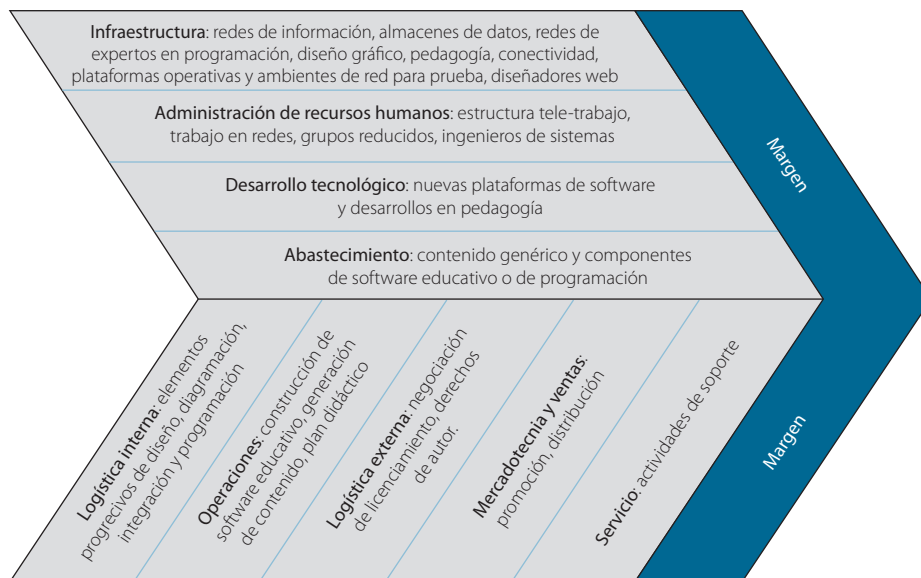 Infraestructura: redes de información, almacenes de datos, redes de
expertos en programación, diseño gráfico, pedagogía, conectividad,
plataformas operativas y ambientes de red para prueba, diseñadores web
Administración de recursos humanos: estructura tele-trabajo,
trabajo en redes, grupos reducidos, ingenieros de sistemas
Desarrollo tecnológico: nuevas plataformas de software
y desarrollos en pedagogía
Abastecimiento: contenido genérico y componentes
de software educativo o de programación
Margen
Logística interna: elementos
progrecivos de diseño, diagramación,
integración y programación
Operaciones: construcción de
software educativo, generación
de contenido, plan didáctico
Logística externa: negociación
de licenciamiento, derechos
de autor.
Mercadotecnia y ventas:
promoción, distribución
Servicio: actividades de soporte
Margen